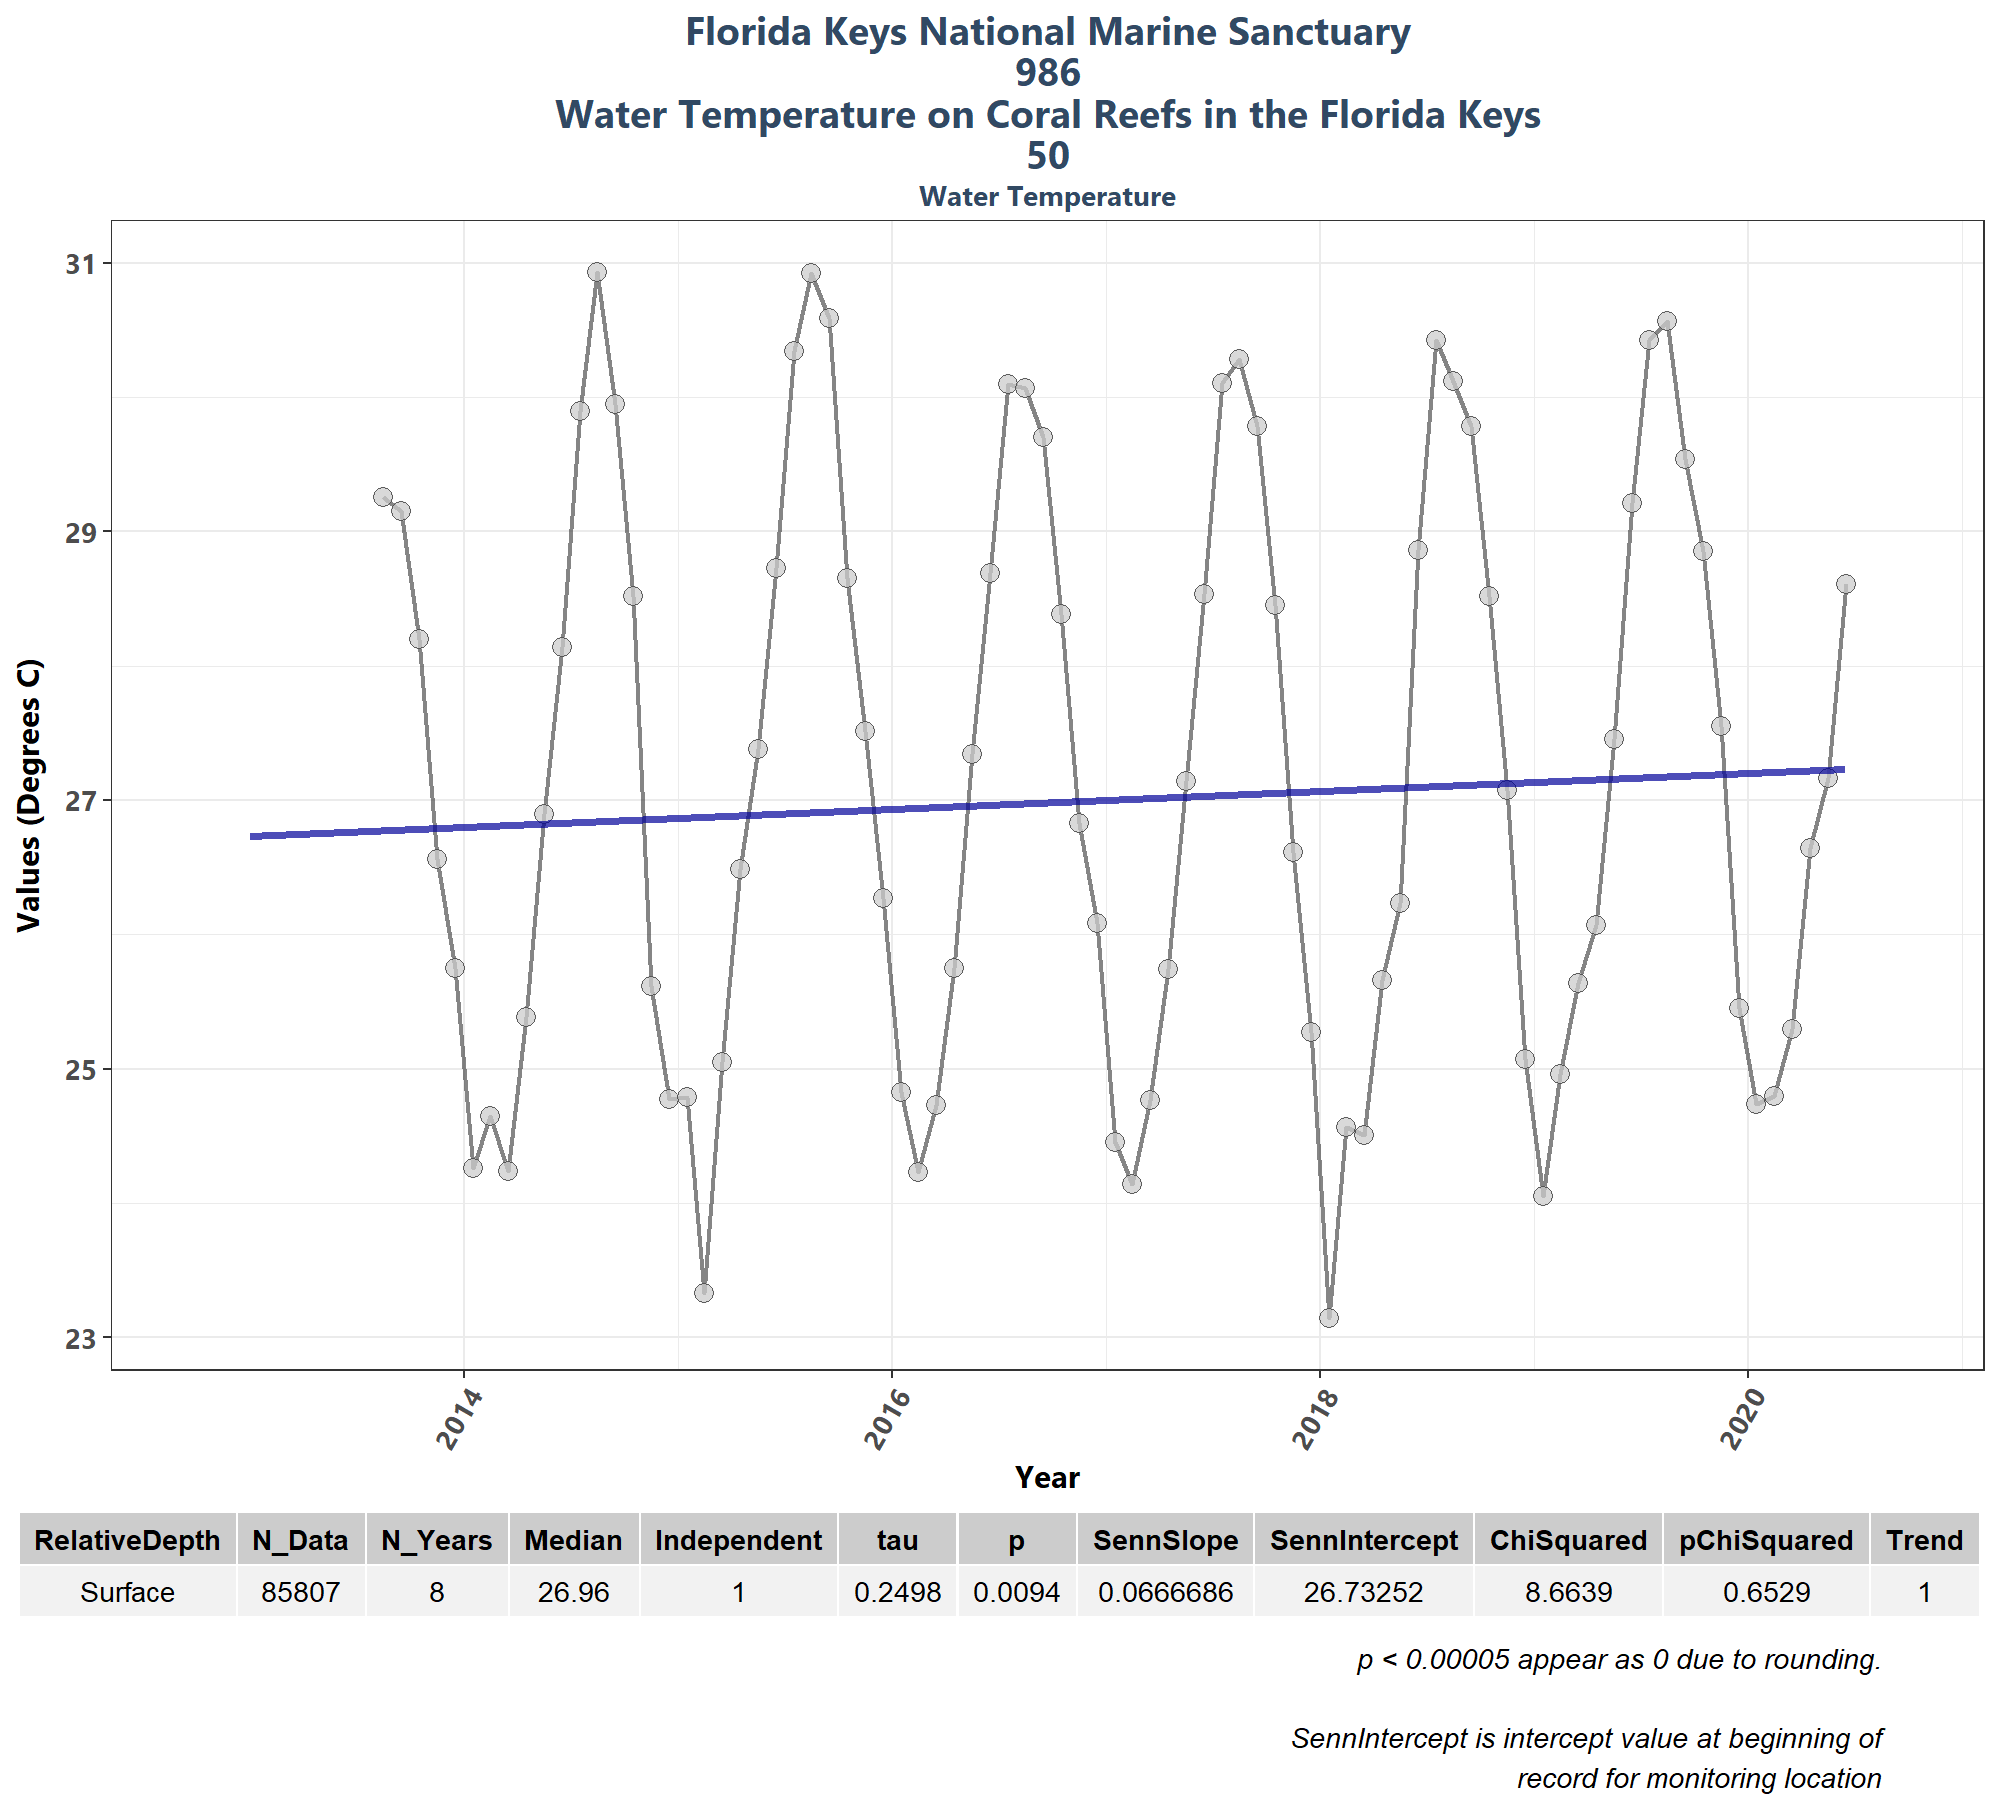 Florida Keys National Marine Sanctuary
986
Water Temperature on Coral Reefs in the Florida Keys
50
Water Temperature
31
29
27
25
23
Values (Degrees C)
2014
2016
2018
2020
Year
RelativeDepth N_Data N_Years Median Independent tau p SennSlope SennIntercept ChiSquared pChiSquared Trend
Surface 85807 8 26.96 1 0.2498 0.0094 0.0666686 26.73252 8.6639 0.6529 1
p < 0.00005 appear as 0 due to rounding.
SennIntercept is intercept value at beginning of
record for monitoring location